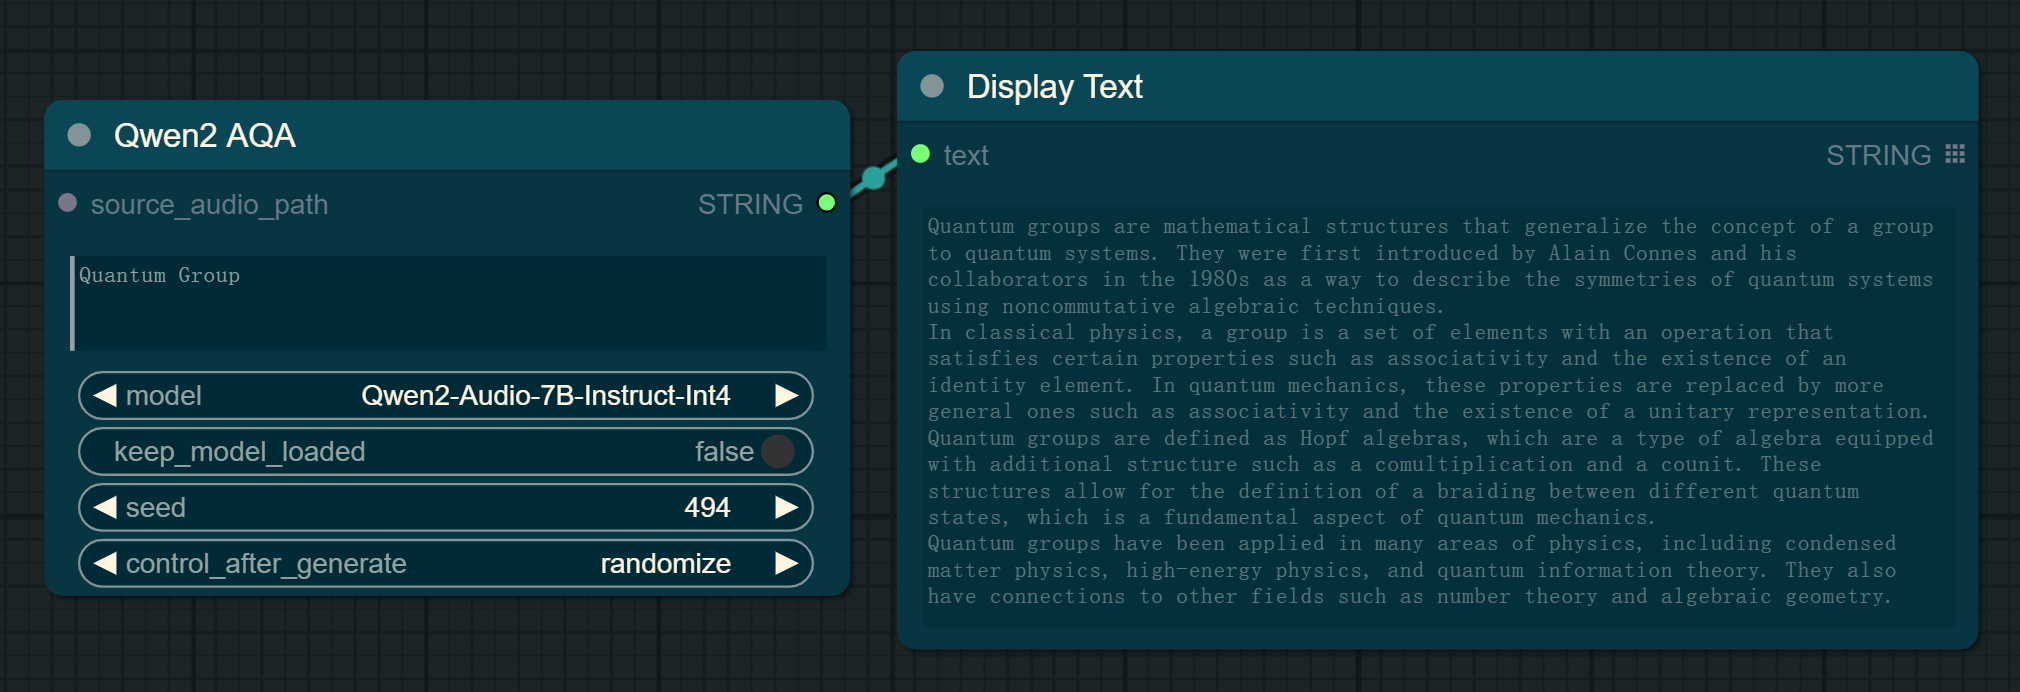 Qwen2 AQA
source_audio_path STRING
Quantum Group
model Qwen2-Audio-7B-Instruct-Int4
keep_model_loaded false
seed 494
control_after_generate randomize
Display Text
text STRING
Quantum groups are mathematical structures that generalize the concept of a group
to quantum systems. They were first introduced by Alain Connes and his
collaborators in the 1980s as a way to describe the symmetries of quantum systems
using noncommutative algebraic techniques.
In classical physics, a group is a set of elements with an operation that
satisfies certain properties such as associativity and the existence of an
identity element. In quantum mechanics, these properties are replaced by more
general ones such as associativity and the existence of a unitary representation.
Quantum groups are defined as Hopf algebras, which are a type of algebra equipped
with additional structure such as a comultiplication and a counit. These
structures allow for the definition of a braiding between different quantum
states, which is a fundamental aspect of quantum mechanics.
Quantum groups have been applied in many areas of physics, including condensed
matter physics, high-energy physics, and quantum information theory. They also
have connections to other fields such as number theory and algebraic geometry.